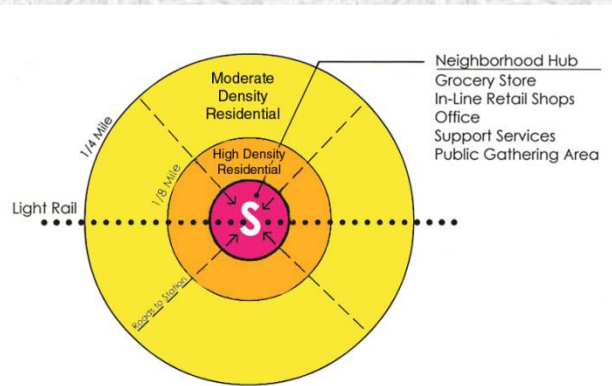 Moderate
Density
Residential
High Density
Residential
1/4 Mile
1/8 Mile
Light Rail
S
Roads to Station
Neighborhood Hub
Grocery Store
In-Line Retail Shops
Office
Support Services
Public Gathering Area